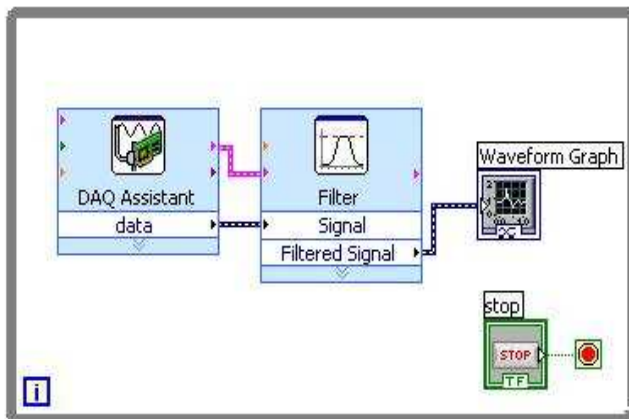 Waveform Graph
DAQ Assistant
Filter
data
Signal
Filtered Signal
stop
STOP
TF
i